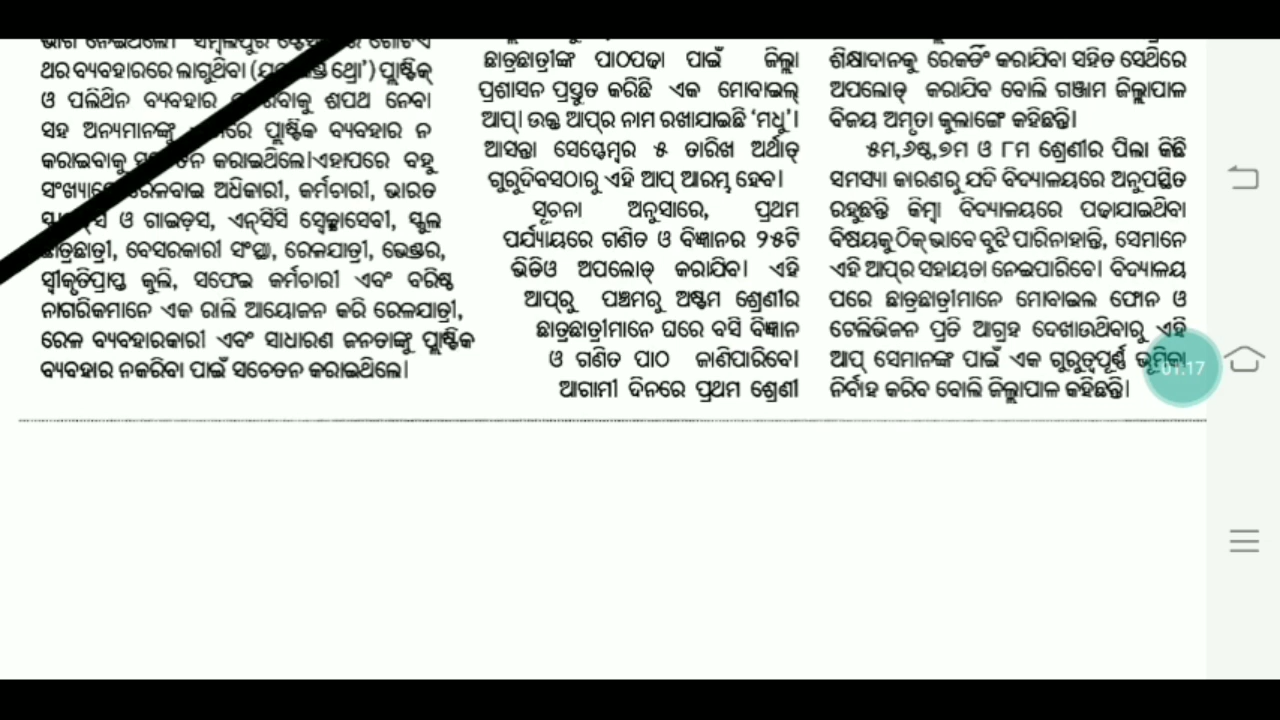 ଥର ବ୍ୟବହାରରେ ଲାଗୁଥିବା ଥ୍ରୋ') ପ୍ଲାଷ୍ଟିକ୍
ଓ ପଲିଥିନ ବ୍ୟବହାର ଶପଥ ନେବା
ସହ ଅନ୍ୟମାନଙ୍କୁ ପ୍ଲାଷ୍ଟିକ ବ୍ୟବହାର ନ
କରାଇବାକୁ କରାଇଥିଲେ।ଏହାପରେ ବହୁ
ରେଳବାଇ ଅଧିକାରୀ, କର୍ମଚାରୀ, ଭାରତ
ଓ ଗାଇଡ଼ସ, ଏନ୍‌ସିସି ସ୍ୱେଚ୍ଛାସେବୀ, ସ୍କୁଲ
ଛାତ୍ରଛାତ୍ରୀ, ବେସରକାରୀ ସଂସ୍ଥା, ରେଳଯାତ୍ରୀ, ଭେଣ୍ଡର,
ସ୍ୱୀକୃତିପ୍ରାପ୍ତ କୁଲି, ସଫେଇ କର୍ମଚାରୀ ଏବଂ ବରିଷ୍ଠ
ନାଗରିକମାନେ ଏକ ରାଲି ଆୟୋଜନ କରି ରେଳଯାତ୍ରୀ,
ରେଳ ବ୍ୟବହାରକାରୀ ଏବଂ ସାଧାରଣ ଜନତାଙ୍କୁ ପ୍ଲାଷ୍ଟିକ
ବ୍ୟବହାର ନକରିବା ପାଇଁ ସଚେତନ କରାଇଥିଲେ।
ଛାତ୍ରଛାତ୍ରୀଙ୍କ ପାଠପଢା ପାଇଁ ଜିଲ୍ଲା
ପ୍ରଶାସନ ପ୍ରସ୍ତୁତ କରିଛି ଏକ ମୋବାଇଲ୍
ଆପ୍। ଉକ୍ତ ଆପ୍‌ର ନାମ ରଖାଯାଇଛି ‘ମଧୁ’।
ଆସନ୍ତା ସେପ୍ଟେମ୍ବର ୫ ତାରିଖ ଅର୍ଥାତ୍
ଗୁରୁଦିବସଠାରୁ ଏହି ଆପ୍ ଆରମ୍ଭ ହେବ।
ସୂଚନା ଅନୁସାରେ, ପ୍ରଥମ
ପର୍ଯ୍ୟାୟରେ ଗଣିତ ଓ ବିଜ୍ଞାନର ୨୫ଟି
ଭିଡିଓ ଅପଲୋଡ୍ କରାଯିବ। ଏହି
ଆପ୍‌ରୁ ପଞ୍ଚମରୁ ଅଷ୍ଟମ ଶ୍ରେଣୀର
ଛାତ୍ରଛାତ୍ରୀମାନେ ଘରେ ବସି ବିଜ୍ଞାନ
ଓ ଗଣିତ ପାଠ ଜାଣିପାରିବେ।
ଆଗାମୀ ଦିନରେ ପ୍ରଥମ ଶ୍ରେଣୀ
ଶିକ୍ଷାଦାନକୁ ରେକର୍ଡିଂ କରାଯିବା ସହିତ ସେଥିରେ
ଅପଲୋଡ୍ କରାଯିବ ବୋଲି ଗଞ୍ଜାମ ଜିଲ୍ଲାପାଳ
ବିଜୟ ଅମୃତା କୁଲାଙ୍ଗେ କହିଛନ୍ତି।
୫ମ,୬ଷ୍ଠ,୭ମ ଓ ୮ମ ଶ୍ରେଣୀର ପିଲା କିଛି
ସମସ୍ୟା କାରଣରୁ ଯଦି ବିଦ୍ୟାଳୟରେ ଅନୁପସ୍ଥିତ
ରହୁଛନ୍ତି କିମ୍ବା ବିଦ୍ୟାଳୟରେ ପଢାଯାଇଥିବା
ବିଷୟକୁ ଠିକ୍ ଭାବେ ବୁଝି ପାରିନାହାନ୍ତି, ସେମାନେ
ଏହି ଆପ୍‌ର ସହାୟତା ନେଇପାରିବେ। ବିଦ୍ୟାଳୟ
ପରେ ଛାତ୍ରଛାତ୍ରୀମାନେ ମୋବାଇଲ ଫୋନ ଓ
ଟେଲିଭିଜନ ପ୍ରତି ଆଗ୍ରହ ଦେଖାଉଥିବାରୁ ଏହି
ଆପ୍ ସେମାନଙ୍କ ପାଇଁ ଏକ ଗୁରୁତ୍ୱପୂର୍ଣ୍ଣ ଭୂମିକା
ନିର୍ବାହ କରିବ ବୋଲି ଜିଲ୍ଲାପାଳ କହିଛନ୍ତି।
01:17